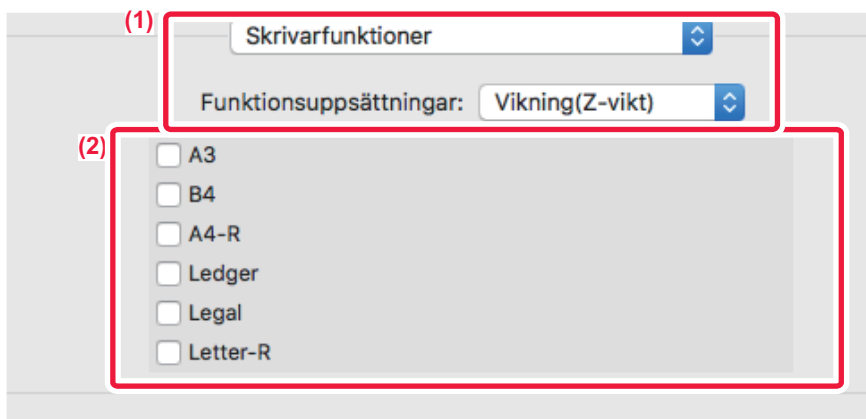 (1)
Skrivarfunktioner
Funktionsuppsättningar: Vikning(Z-vikt)
(2)
A3
B4
A4-R
Ledger
Legal
Letter-R